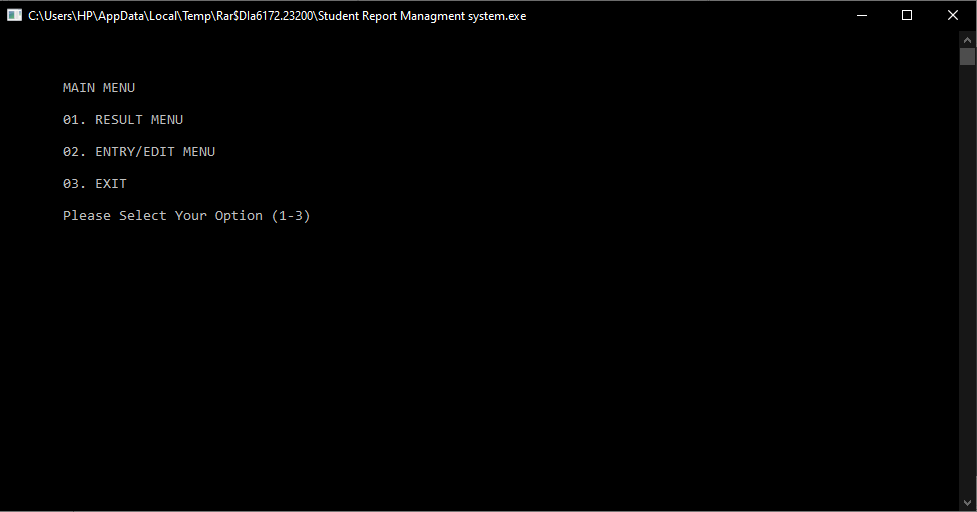 C:\Users\HP\AppData\Local\Temp\Rar$DIa6172.23200\Student Report Managment system.exe
MAIN MENU
01. RESULT MENU
02. ENTRY/EDIT MENU
03. EXIT
Please Select Your Option (1-3)